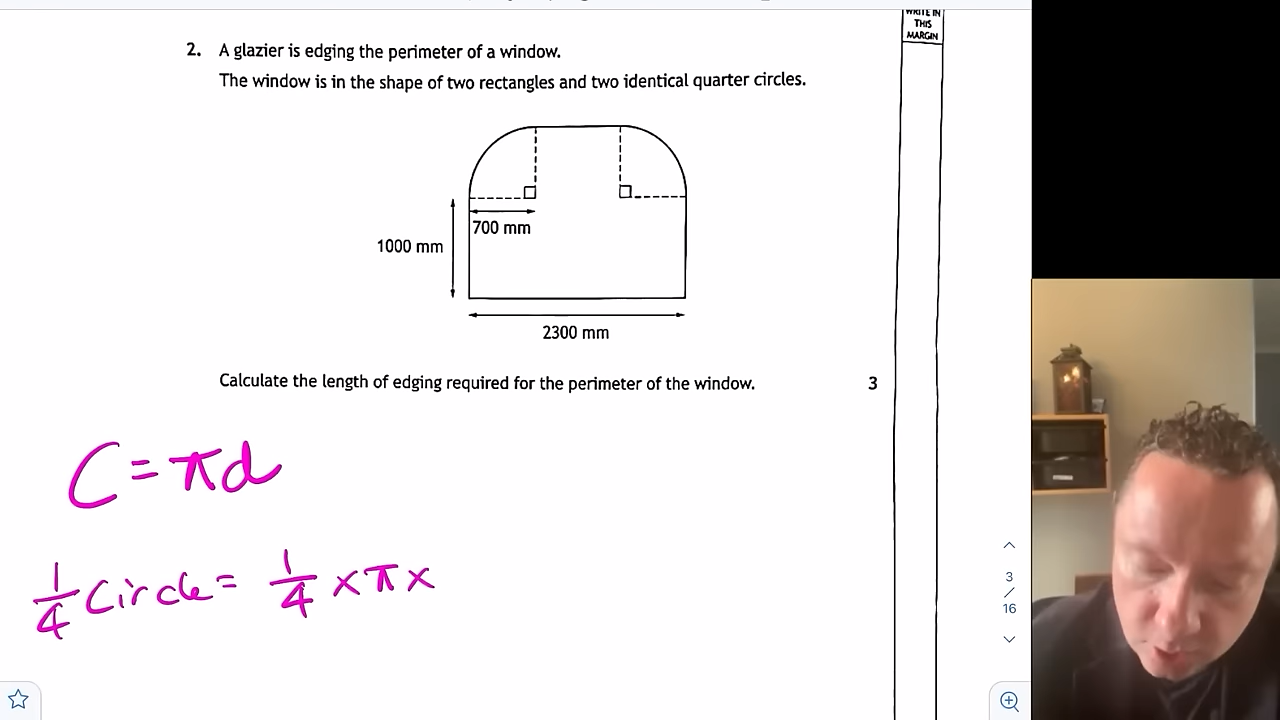 WRITE IN
THIS
MARGIN
2. A glazier is edging the perimeter of a window.
The window is in the shape of two rectangles and two identical quarter circles.
700 mm
1000 mm
2300 mm
Calculate the length of edging required for the perimeter of the window. 3
C = πd
1/4 Circle = 1/4 × π ×
3
/
16